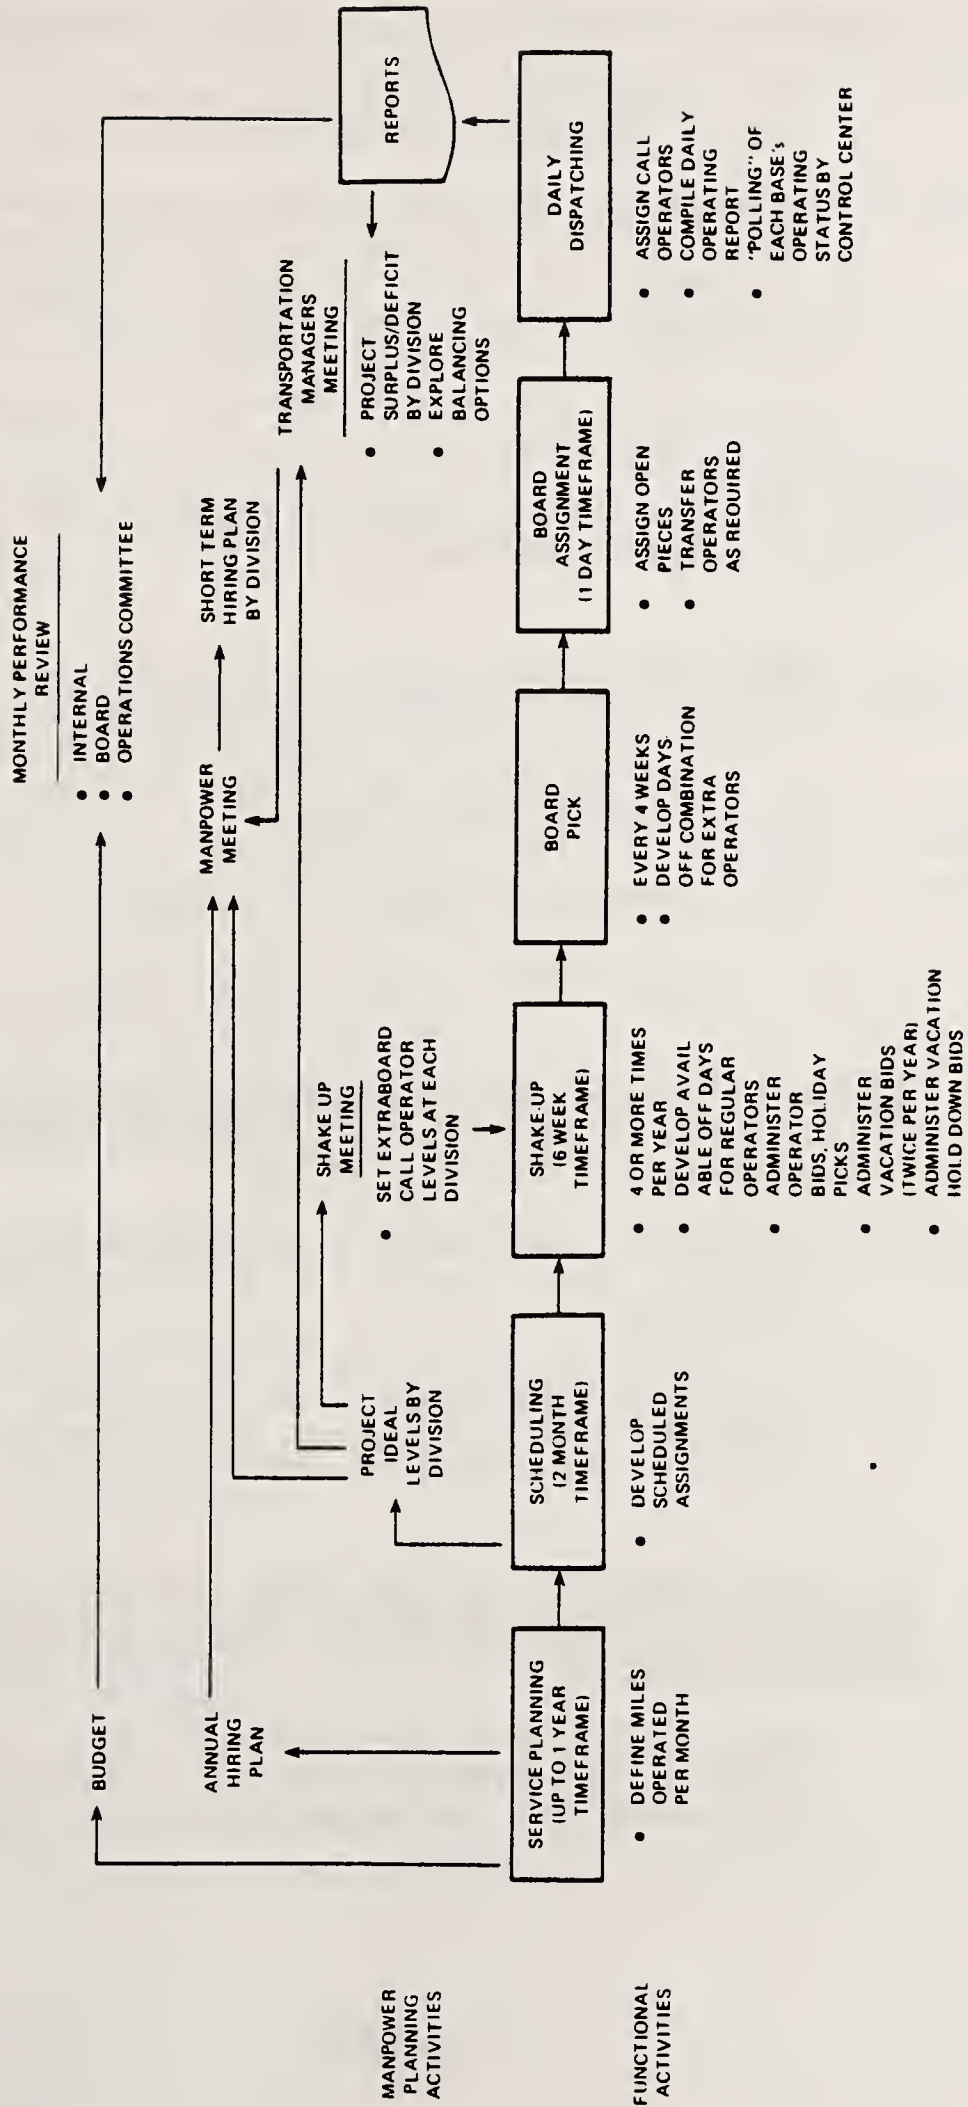 MONTHLY PERFORMANCE
REVIEW
• INTERNAL
• BOARD
• OPERATIONS COMMITTEE
BUDGET
ANNUAL
HIRING
PLAN
MANPOWER
MEETING
SHORT TERM
HIRING PLAN
BY DIVISION
MANPOWER
PLANNING
ACTIVITIES
PROJECT
IDEAL
LEVELS BY
DIVISION
SHAKE UP
MEETING
• SET EXTRABOARD
CALL OPERATOR
LEVELS AT EACH
DIVISION
TRANSPORTATION
MANAGERS
MEETING
• PROJECT
SURPLUS/DEFICIT
BY DIVISION
• EXPLORE
BALANCING
OPTIONS
REPORTS
SERVICE PLANNING
(UP TO 1 YEAR
TIMEFRAME)
SCHEDULING
(2 MONTH
TIMEFRAME)
SHAKE-UP
(6 WEEK
TIMEFRAME)
BOARD
PICK
BOARD
ASSIGNMENT
(1 DAY TIMEFRAME)
DAILY
DISPATCHING
FUNCTIONAL
ACTIVITIES
• DEFINE MILES
OPERATED
PER MONTH
• DEVELOP
SCHEDULED
ASSIGNMENTS
• 4 OR MORE TIMES
PER YEAR
• DEVELOP AVAIL
ABLE OFF DAYS
FOR REGULAR
OPERATORS
• ADMINISTER
OPERATOR
BIDS, HOLIDAY
PICKS
• ADMINISTER
VACATION BIDS
(TWICE PER YEAR)
• ADMINISTER VACATION
HOLD DOWN BIDS
• EVERY 4 WEEKS
• DEVELOP DAYS
OFF COMBINATION
FOR EXTRA
OPERATORS
• ASSIGN OPEN
PIECES
• TRANSFER
OPERATORS
AS REQUIRED
• ASSIGN CALL
OPERATORS
• COMPILE DAILY
OPERATING
REPORT
• "POLLING" OF
EACH BASE's
OPERATING
STATUS BY
CONTROL CENTER